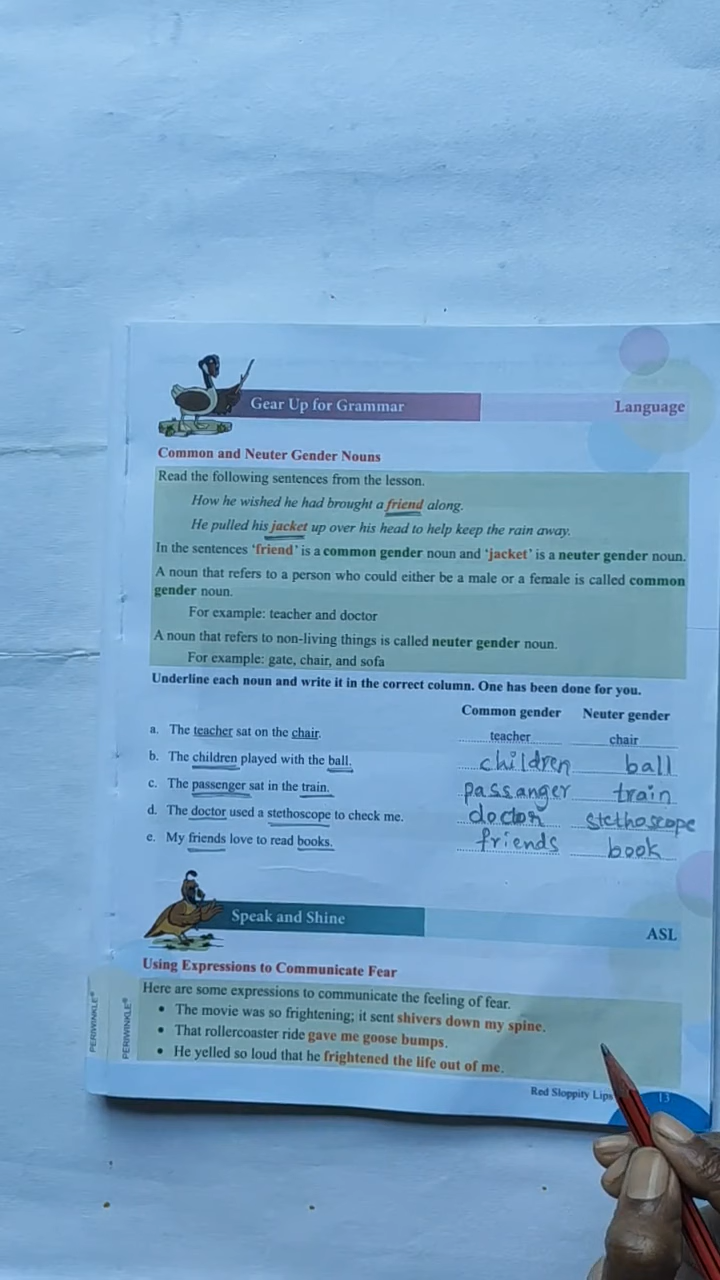 Gear Up for Grammar
Language
Common and Neuter Gender Nouns
Read the following sentences from the lesson.
How he wished he had brought a friend along.
He pulled his jacket up over his head to help keep the rain away.
In the sentences 'friend' is a common gender noun and 'jacket' is a neuter gender noun.
A noun that refers to a person who could either be a male or a female is called common
gender noun.
For example: teacher and doctor
A noun that refers to non-living things is called neuter gender noun.
For example: gate, chair, and sofa
Underline each noun and write it in the correct column. One has been done for you.
Common gender Neuter gender
a. The teacher sat on the chair. teacher chair
b. The children played with the ball. children ball
c. The passenger sat in the train. passanger train
d. The doctor used a stethoscope to check me. doctor stethoscope
e. My friends love to read books. friends book
Speak and Shine
ASL
Using Expressions to Communicate Fear
Here are some expressions to communicate the feeling of fear.
• The movie was so frightening; it sent shivers down my spine.
• That rollercoaster ride gave me goose bumps.
• He yelled so loud that he frightened the life out of me.
PERIWINKLE®
PERIWINKLE®
Red Sloppity Lips
13